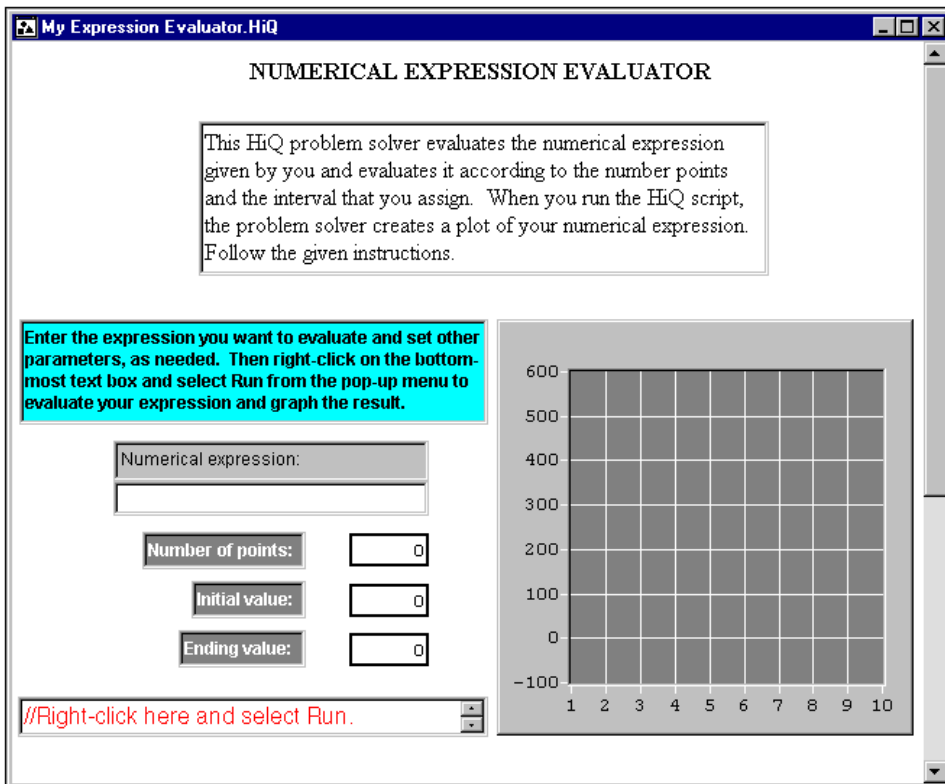 My Expression Evaluator.HiQ
NUMERICAL EXPRESSION EVALUATOR
This HiQ problem solver evaluates the numerical expression
given by you and evaluates it according to the number points
and the interval that you assign.  When you run the HiQ script,
the problem solver creates a plot of your numerical expression.
Follow the given instructions.
Enter the expression you want to evaluate and set other
parameters, as needed.  Then right-click on the bottom-
most text box and select Run from the pop-up menu to
evaluate your expression and graph the result.
Numerical expression:
Number of points: 0
Initial value: 0
Ending value: 0
//Right-click here and select Run.
600
500
400
300
200
100
0
-100
1 2 3 4 5 6 7 8 9 10